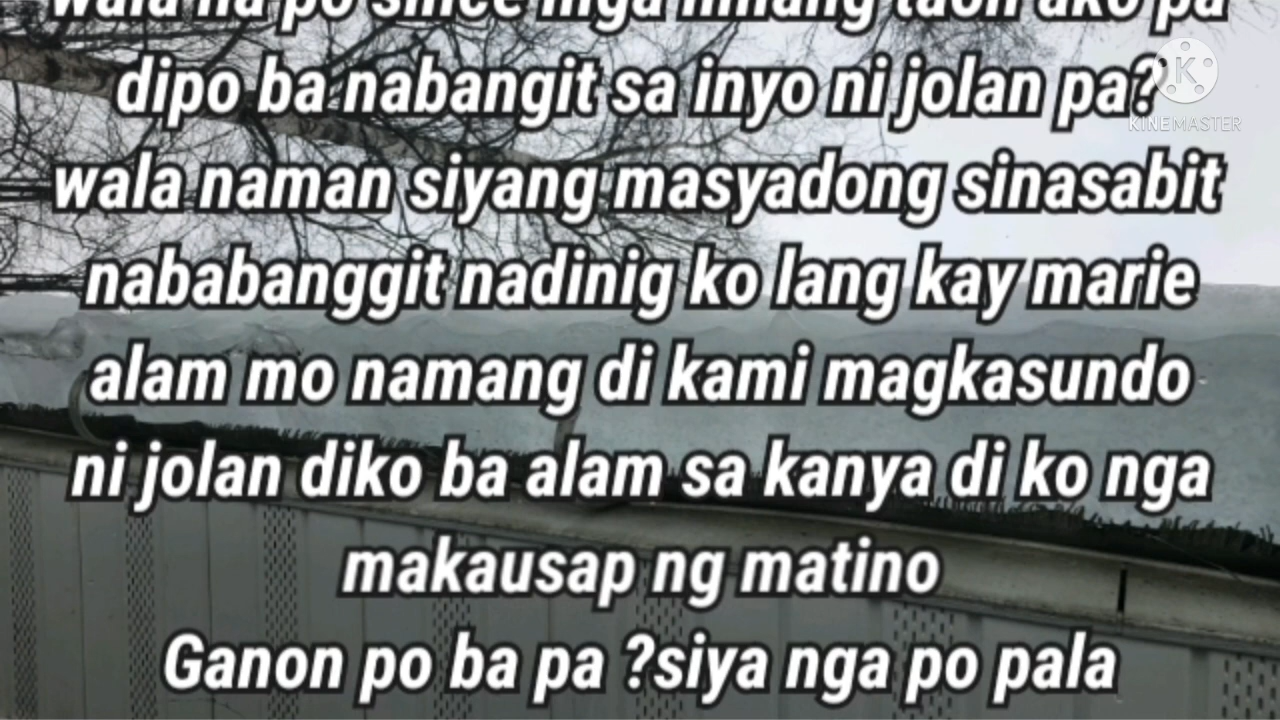 wala na po since mga limang taon ako pa
dipo ba nabangit sa inyo ni jolan pa?
KINEMASTER
wala naman siyang masyadong sinasabit
nababanggit nadinig ko lang kay marie
alam mo namang di kami magkasundo
ni jolan diko ba alam sa kanya di ko nga
makausap ng matino
Ganon po ba pa ?siya nga po pala